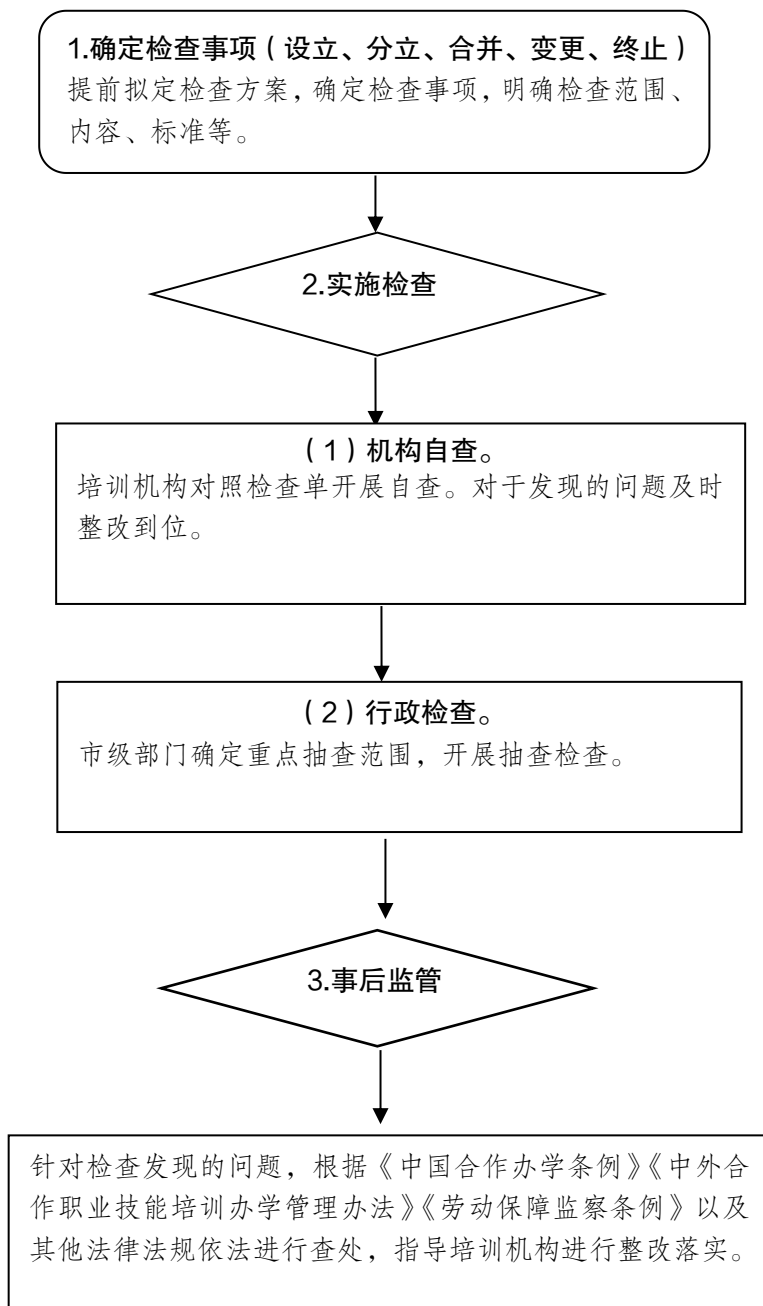 1.确定检查事项（设立、分立、合并、变更、终止）
提前拟定检查方案，确定检查事项，明确检查范围、
内容、标准等。
2.实施检查
（1）机构自查。
培训机构对照检查单开展自查。对于发现的问题及时
整改到位。
（2）行政检查。
市级部门确定重点抽查范围，开展抽查检查。
3.事后监管
针对检查发现的问题，根据《中国合作办学条例》《中外合
作职业技能培训办学管理办法》《劳动保障监察条例》以及
其他法律法规依法进行查处，指导培训机构进行整改落实。